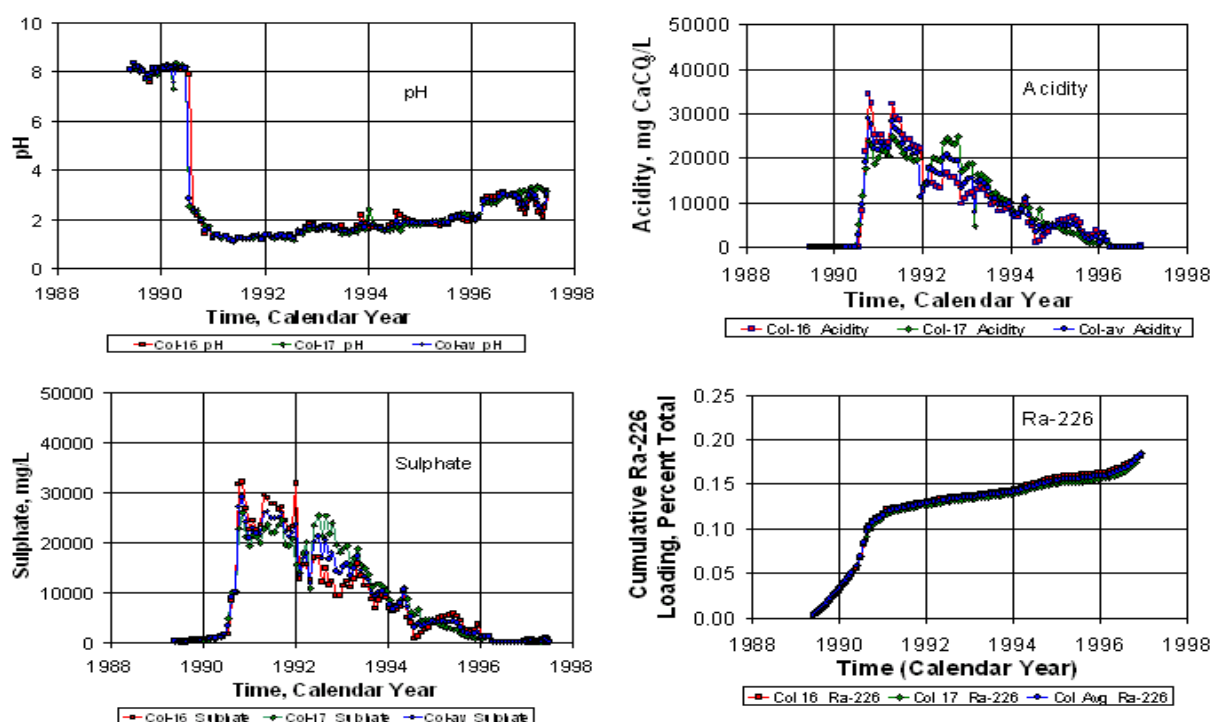 10
8
6
4
2
0
pH
pH
1988 1990 1992 1994 1996 1998
Time, Calendar Year
Col-16 pH Col-17 pH Col-av pH
50000
40000
30000
20000
10000
0
Acidity, mg CaCO3/L
Acidity
1988 1990 1992 1994 1996 1998
Time, Calendar Year
Col-16 Acidity Col-17 Acidity Col-av Acidity
50000
40000
30000
20000
10000
0
Sulphate, mg/L
Sulphate
1988 1990 1992 1994 1996 1998
Time, Calendar Year
Col-16 Sulphate Col-17 Sulphate Col-av Sulphate
0.25
0.20
0.15
0.10
0.05
0.00
Cumulative Ra-226
Loading, Percent Total
Ra-226
1988 1990 1992 1994 1996 1998
Time (Calendar Year)
Col 16 Ra-226 Col 17 Ra-226 Col Avg Ra-226